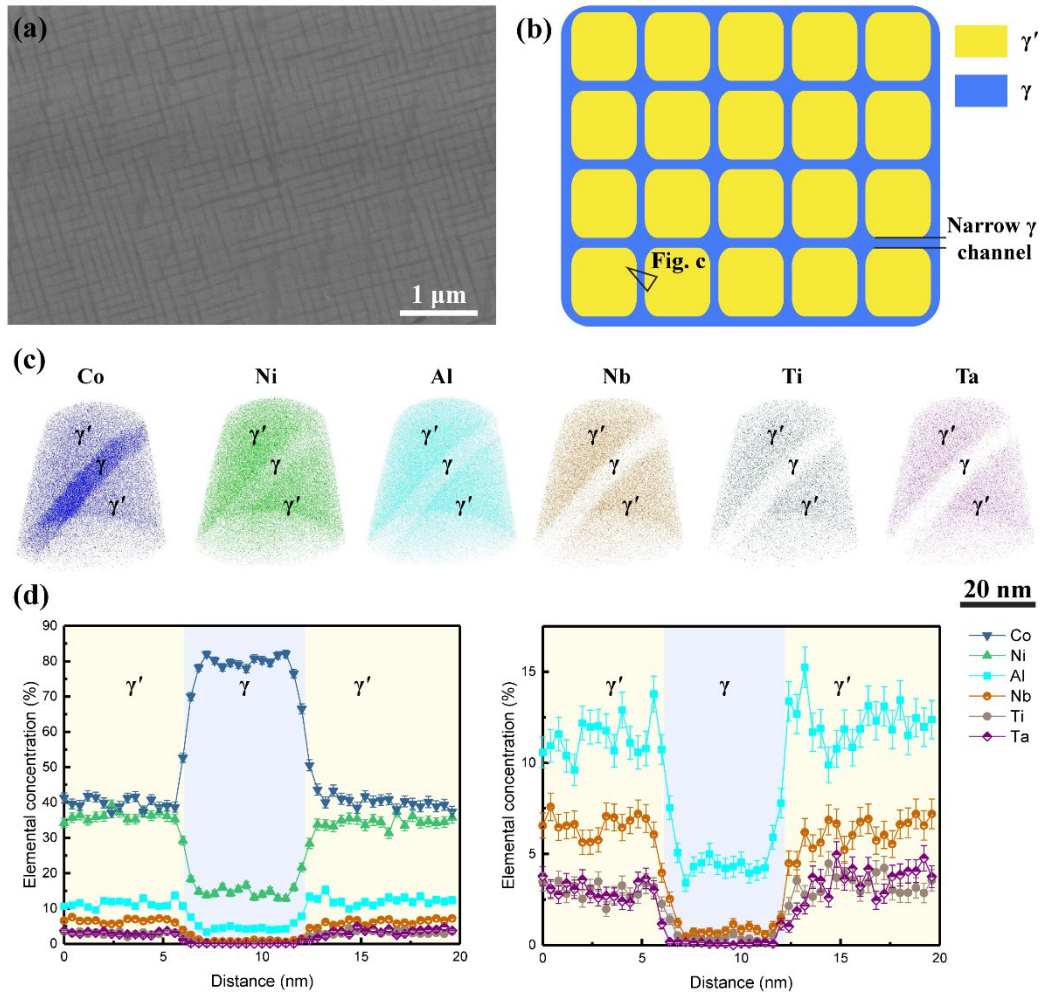 (a)
1 μm
(b)
γ′
γ
Narrow γ
channel
Fig. c
(c)
Co Ni Al Nb Ti Ta
γ′ γ′ γ′ γ′ γ′ γ′
γ γ γ γ γ γ
γ′ γ′ γ′ γ′ γ′ γ′
(d)
20 nm
Elemental concentration (%)
90
80
70
60
50
40
30
20
10
0
γ′ γ γ′
0 5 10 15 20
Distance (nm)
Elemental concentration (%)
15
10
5
0
γ′ γ γ′
0 5 10 15 20
Distance (nm)
Co
Ni
Al
Nb
Ti
Ta